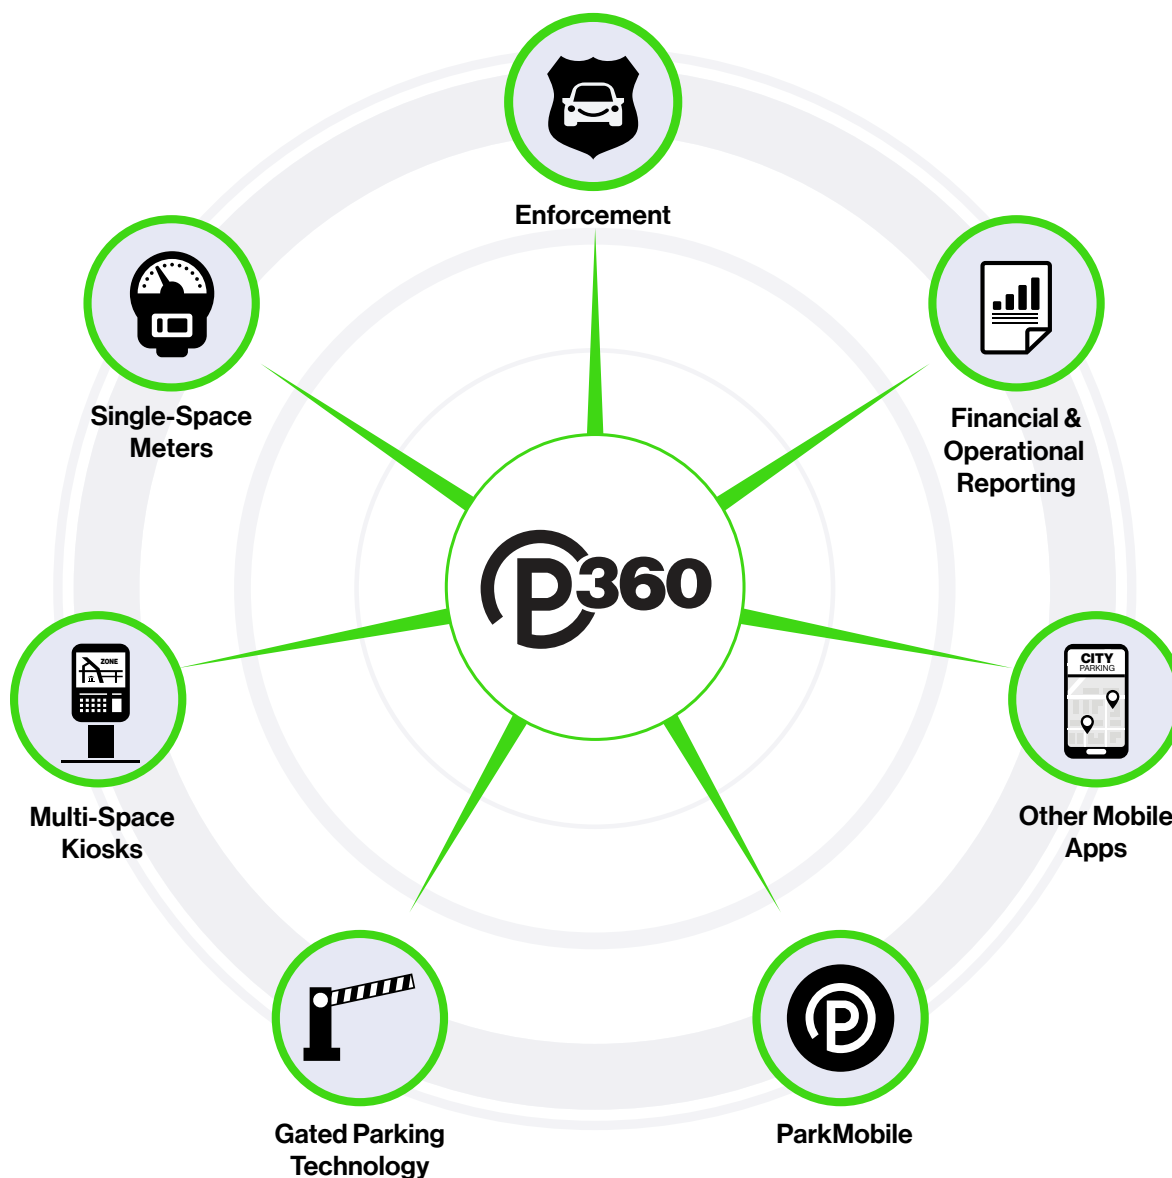 Enforcement
Single-Space
Meters
Financial &
Operational
Reporting
P360
ZONE
CITY
PARKING
Multi-Space
Kiosks
Other Mobile
Apps
P
Gated Parking
Technology
ParkMobile